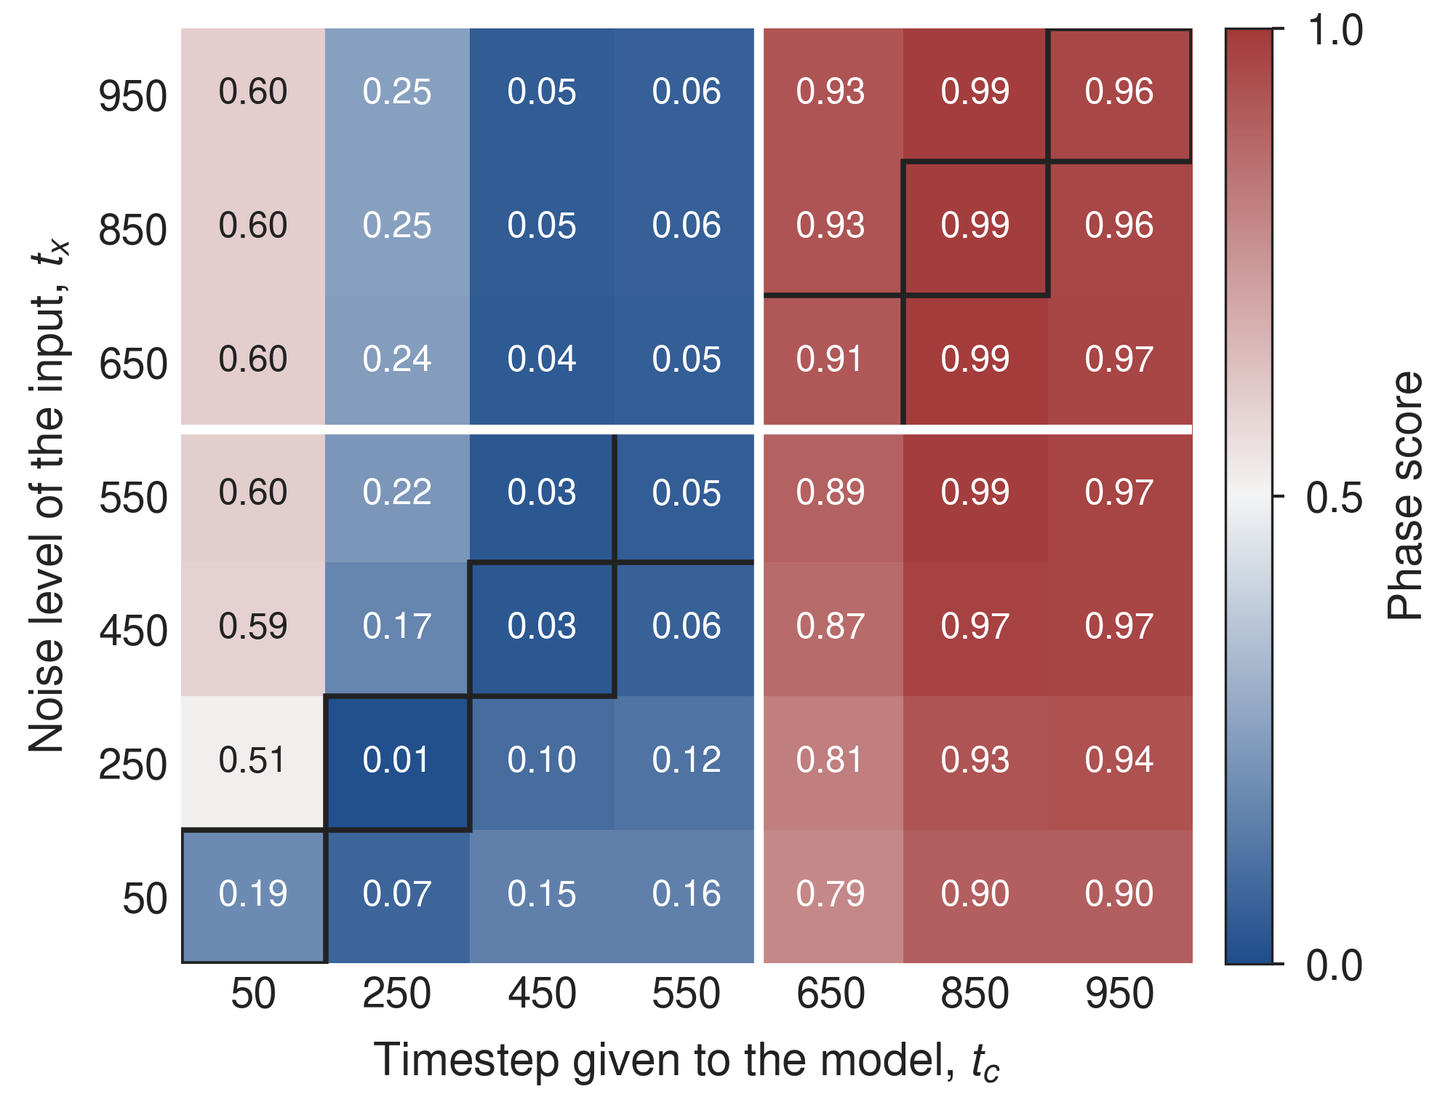 Noise level of the input, t_x
950 0.60 0.25 0.05 0.06 0.93 0.99 0.96
850 0.60 0.25 0.05 0.06 0.93 0.99 0.96
650 0.60 0.24 0.04 0.05 0.91 0.99 0.97
550 0.60 0.22 0.03 0.05 0.89 0.99 0.97
450 0.59 0.17 0.03 0.06 0.87 0.97 0.97
250 0.51 0.01 0.10 0.12 0.81 0.93 0.94
50 0.19 0.07 0.15 0.16 0.79 0.90 0.90
50 250 450 550 650 850 950
Timestep given to the model, t_c
1.0
0.5
0.0
Phase score